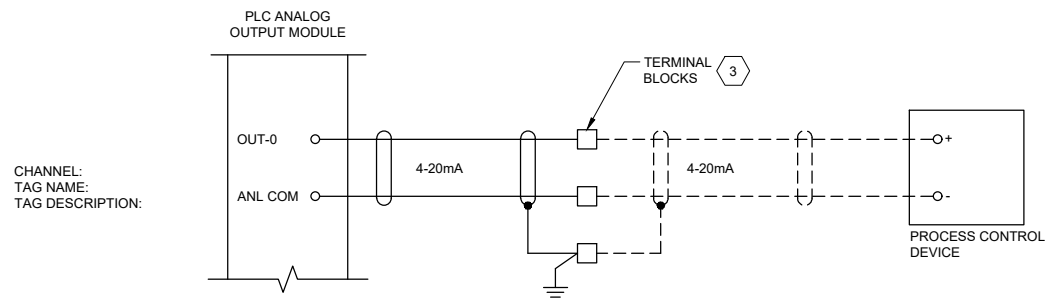 PLC ANALOG
OUTPUT MODULE
TERMINAL
BLOCKS
3
OUT-0
+
4-20mA
4-20mA
CHANNEL:
TAG NAME:
TAG DESCRIPTION:
ANL COM
-
PROCESS CONTROL
DEVICE